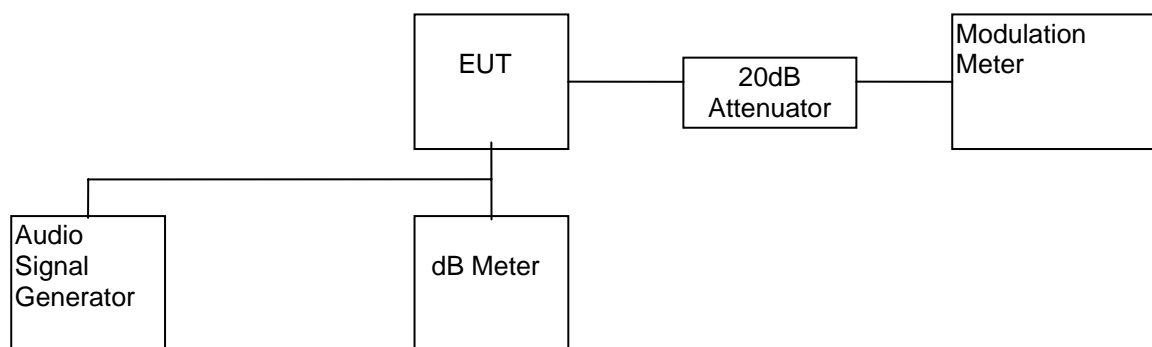 EUT
20dB
Attenuator
Modulation
Meter
Audio
Signal
Generator
dB Meter